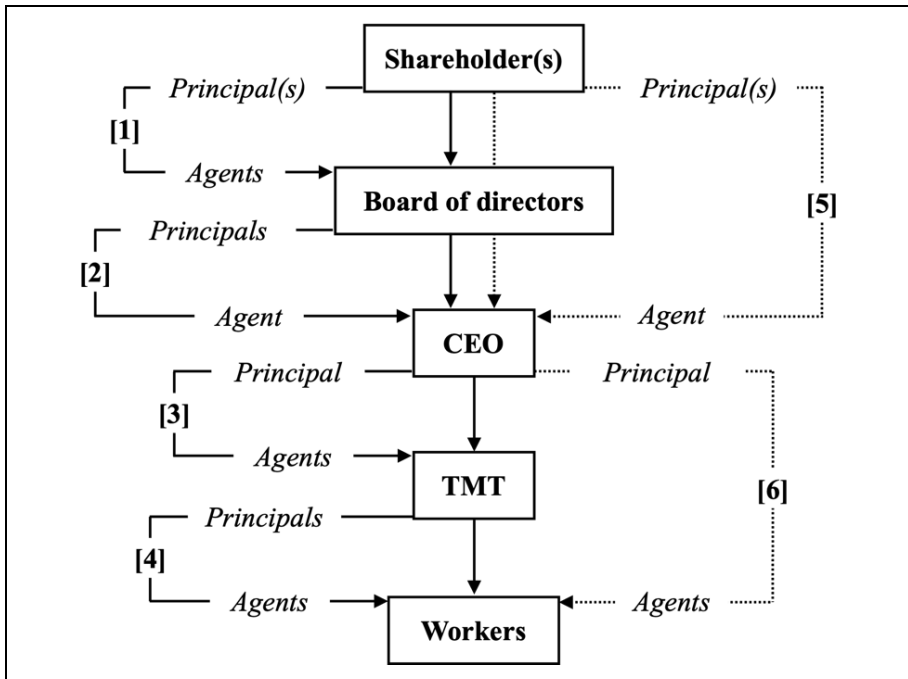 Shareholder(s)
Principal(s)
Principal(s)
[1]
Agents
Board of directors
[5]
Principals
[2]
Agent
Agent
CEO
Principal
Principal
[3]
Agents
TMT
[6]
Principals
[4]
Agents
Agents
Workers